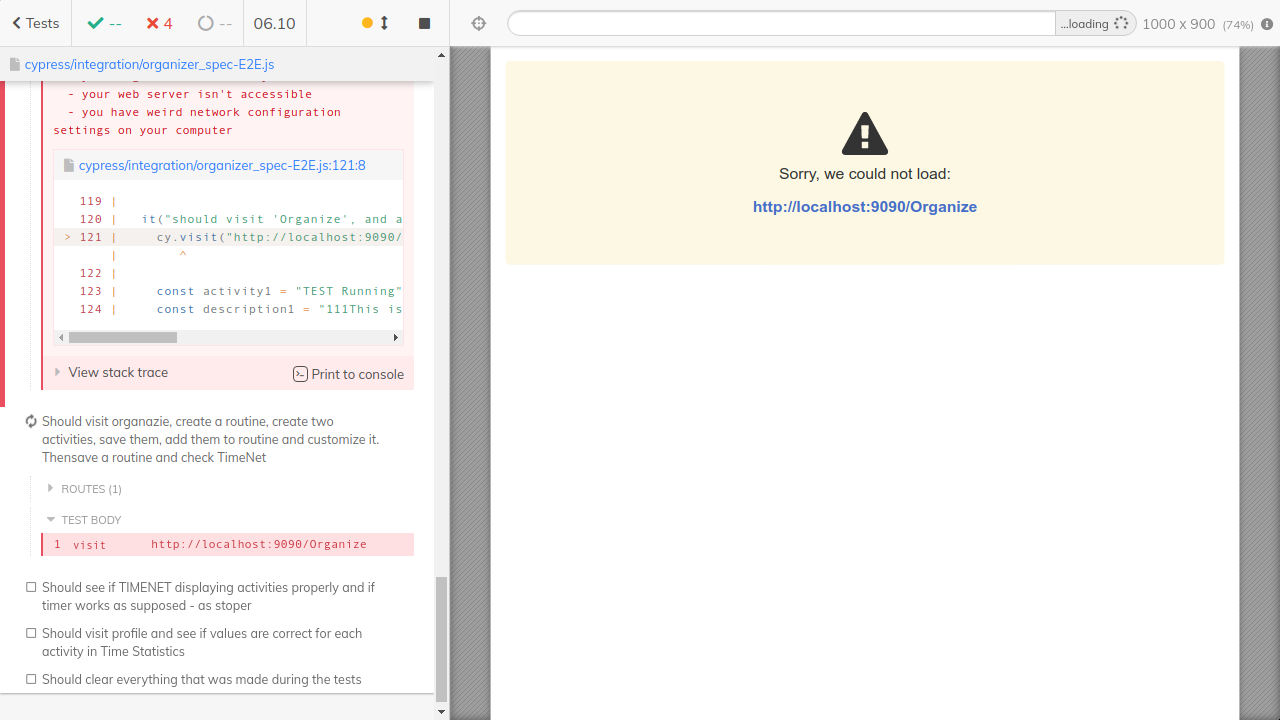 Tests
--
4
--
06.10
...loading
1000 x 900 (74%)
cypress/integration/organizer_spec-E2E.js
- your web server isn't accessible
- you have weird network configuration
settings on your computer
cypress/integration/organizer_spec-E2E.js:121:8
119 |
120 | it("should visit 'Organize', and a
> 121 | cy.visit("http://localhost:9090/
| ^
122 |
123 | const activity1 = "TEST Running"
124 | const description1 = "111This is
View stack trace
Print to console
Should visit organazie, create a routine, create two
activities, save them, add them to routine and customize it.
Thensave a routine and check TimeNet
ROUTES (1)
TEST BODY
1 visit http://localhost:9090/Organize
Should see if TIMENET displaying activities properly and if
timer works as supposed - as stoper
Should visit profile and see if values are correct for each
activity in Time Statistics
Should clear everything that was made during the tests
Sorry, we could not load:
http://localhost:9090/Organize